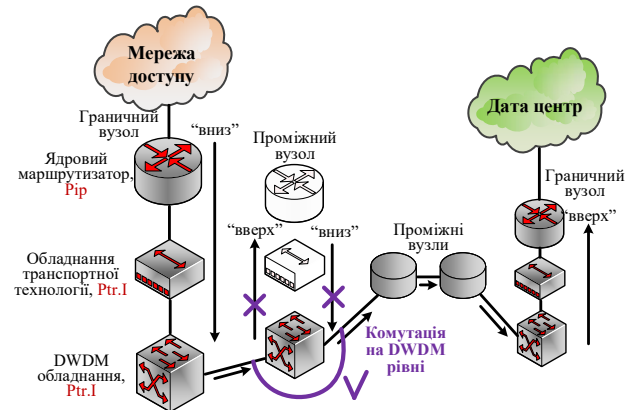 Мережа
доступу
Граничний
вузол
“вниз”
Ядровий
маршрутизатор,
Pip
Обладнання
транспортної
технології, Ptr.I
DWDM
обладнання,
Ptr.I
Проміжний
вузол
“вверх”
“вниз”
Проміжні
вузли
Комутація
на DWDM
рівні
Дата центр
Граничний
вузол
“вверх”